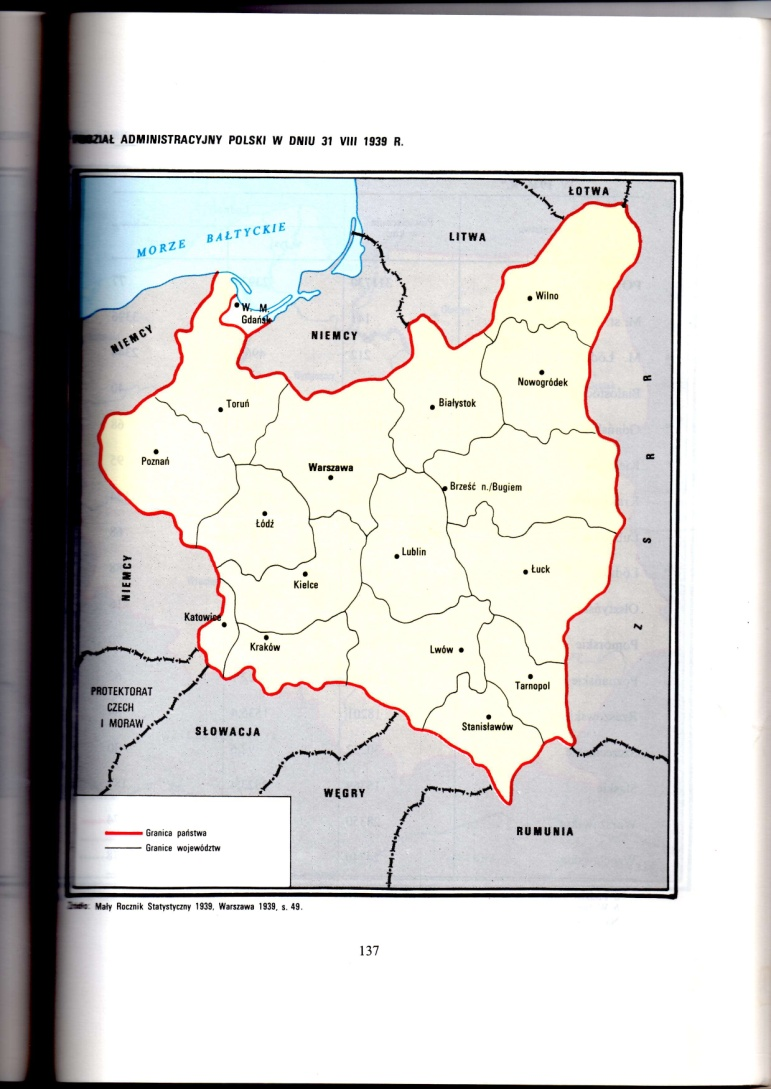 ADMINISTRACYJNY POLSKI W DNIU 31 VIII 1939 R.
ŁOTWA
LITWA
MORZE BAŁTYCKIE
Wilno
W. M.
Gdańsk
NIEMCY
NIEMCY
Nowogródek
Z S R R
Toruń
Białystok
Poznań
Warszawa
Brześć n./Bugiem
Łódź
Lublin
NIEMCY
Kielce
Łuck
Katowice
Kraków
Lwów
Tarnopol
PROTEKTORAT
CZECH
I MORAW
SŁOWACJA
Stanisławów
WĘGRY
RUMUNIA
Granica państwa
Granice województw
Mały Rocznik Statystyczny 1939, Warszawa 1939, s. 49.
137